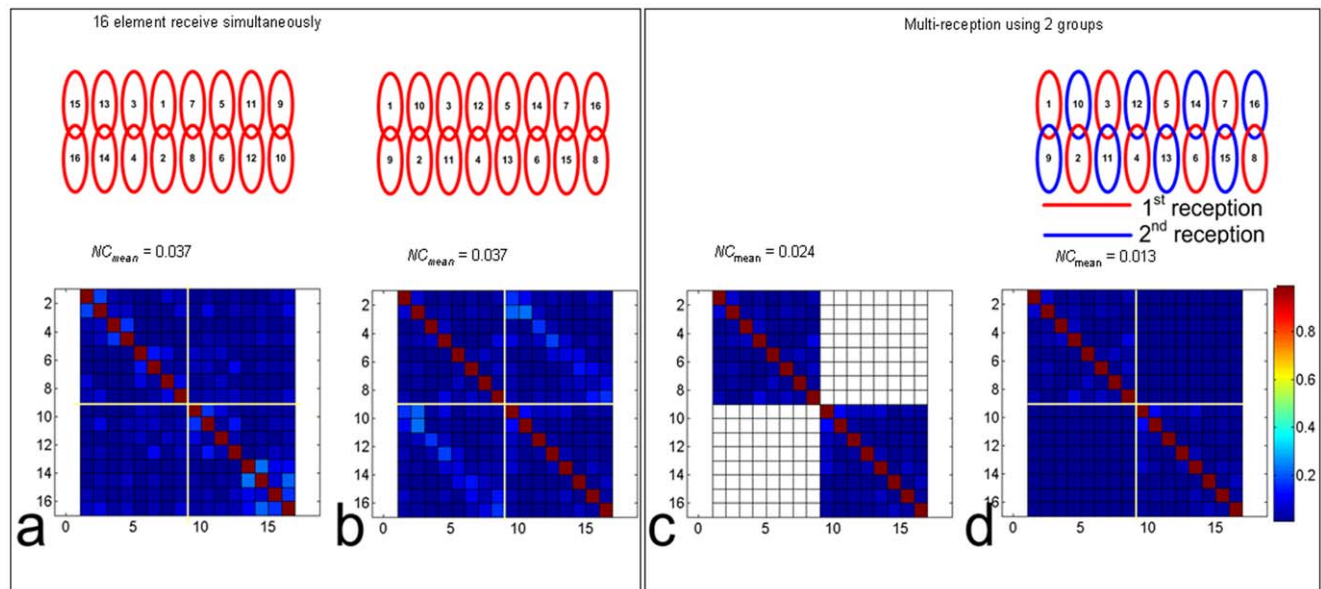 16 element receive simultaneously
Multi-reception using 2 groups
15 13 3 1 7 5 11 9
16 14 4 2 8 6 12 10
1 10 3 12 5 14 7 16
9 2 11 4 13 6 15 8
1 10 3 12 5 14 7 16
9 2 11 4 13 6 15 8
1st reception
2nd reception
NCmean = 0.037
NCmean = 0.037
NCmean = 0.024
NCmean = 0.013
2
4
6
8
10
12
14
16
0 5 10 15
a
2
4
6
8
10
12
14
16
0 5 10 15
b
2
4
6
8
10
12
14
16
0 5 10 15
c
2
4
6
8
10
12
14
16
0 5 10 15
d
0.8
0.6
0.4
0.2